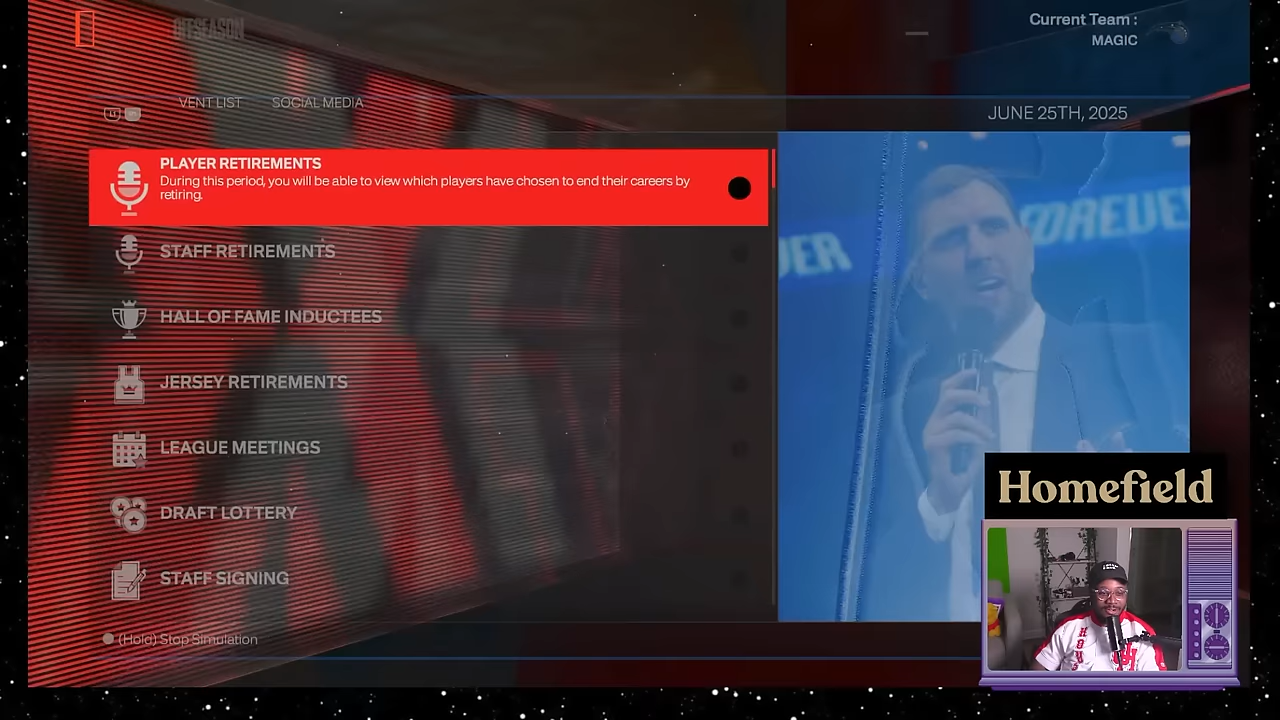 OFFSEASON
Current Team :
MAGIC
VENT LIST
SOCIAL MEDIA
JUNE 25TH, 2025
PLAYER RETIREMENTS
During this period, you will be able to view which players have chosen to end their careers by
retiring.
STAFF RETIREMENTS
HALL OF FAME INDUCTEES
JERSEY RETIREMENTS
LEAGUE MEETINGS
DRAFT LOTTERY
STAFF SIGNING
(Hold) Stop Simulation
FOREVE
Homefield